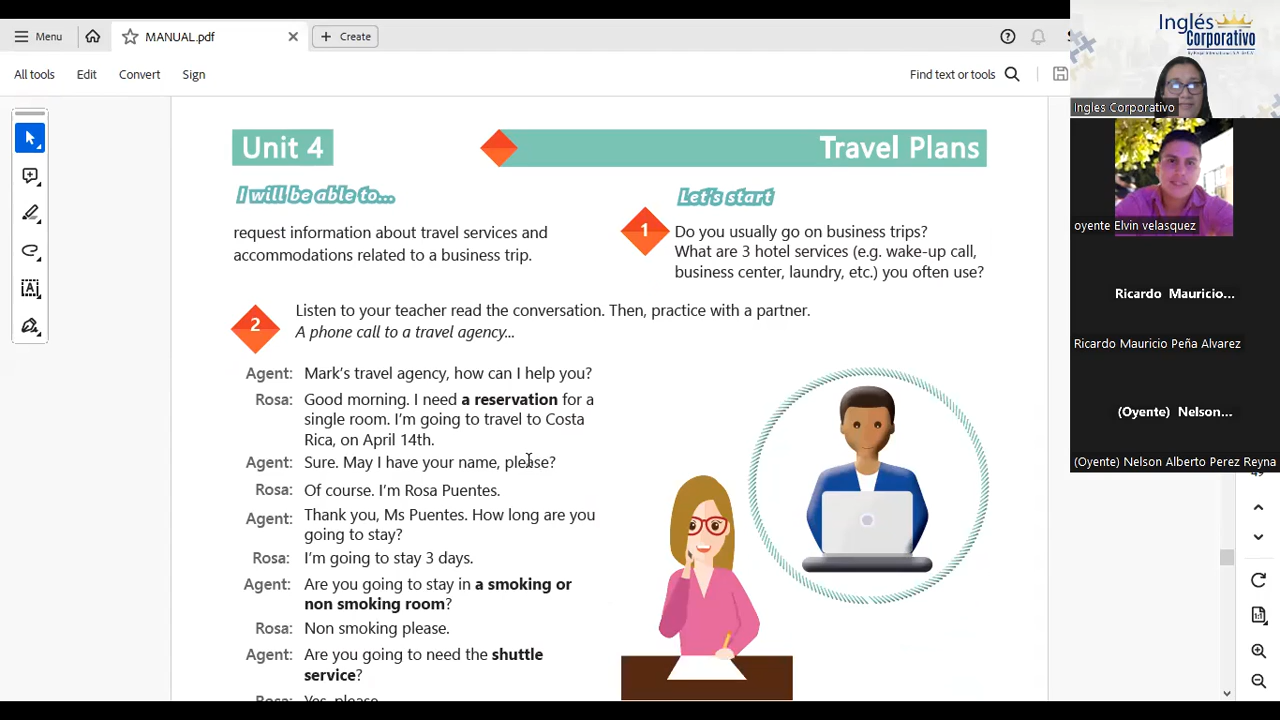 Menu
MANUAL.pdf
Create
All tools
Edit
Convert
Sign
Find text or tools
Unit 4
Travel Plans
I will be able to...
request information about travel services and
accommodations related to a business trip.
Let's start
1
Do you usually go on business trips?
What are 3 hotel services (e.g. wake-up call,
business center, laundry, etc.) you often use?
2
Listen to your teacher read the conversation. Then, practice with a partner.
A phone call to a travel agency...
Agent: Mark's travel agency, how can I help you?
Rosa: Good morning. I need a reservation for a
single room. I'm going to travel to Costa
Rica, on April 14th.
Agent: Sure. May I have your name, please?
Rosa: Of course. I'm Rosa Puentes.
Agent: Thank you, Ms Puentes. How long are you
going to stay?
Rosa: I'm going to stay 3 days.
Agent: Are you going to stay in a smoking or
non smoking room?
Rosa: Non smoking please.
Agent: Are you going to need the shuttle
service?
Rosa: Yes, please.
Inglés
Corporativo
Ingles Corporativo
oyente Elvin velasquez
Ricardo Mauricio...
Ricardo Mauricio Peña Alvarez
(Oyente) Nelson...
(Oyente) Nelson Alberto Perez Reyna
1:1